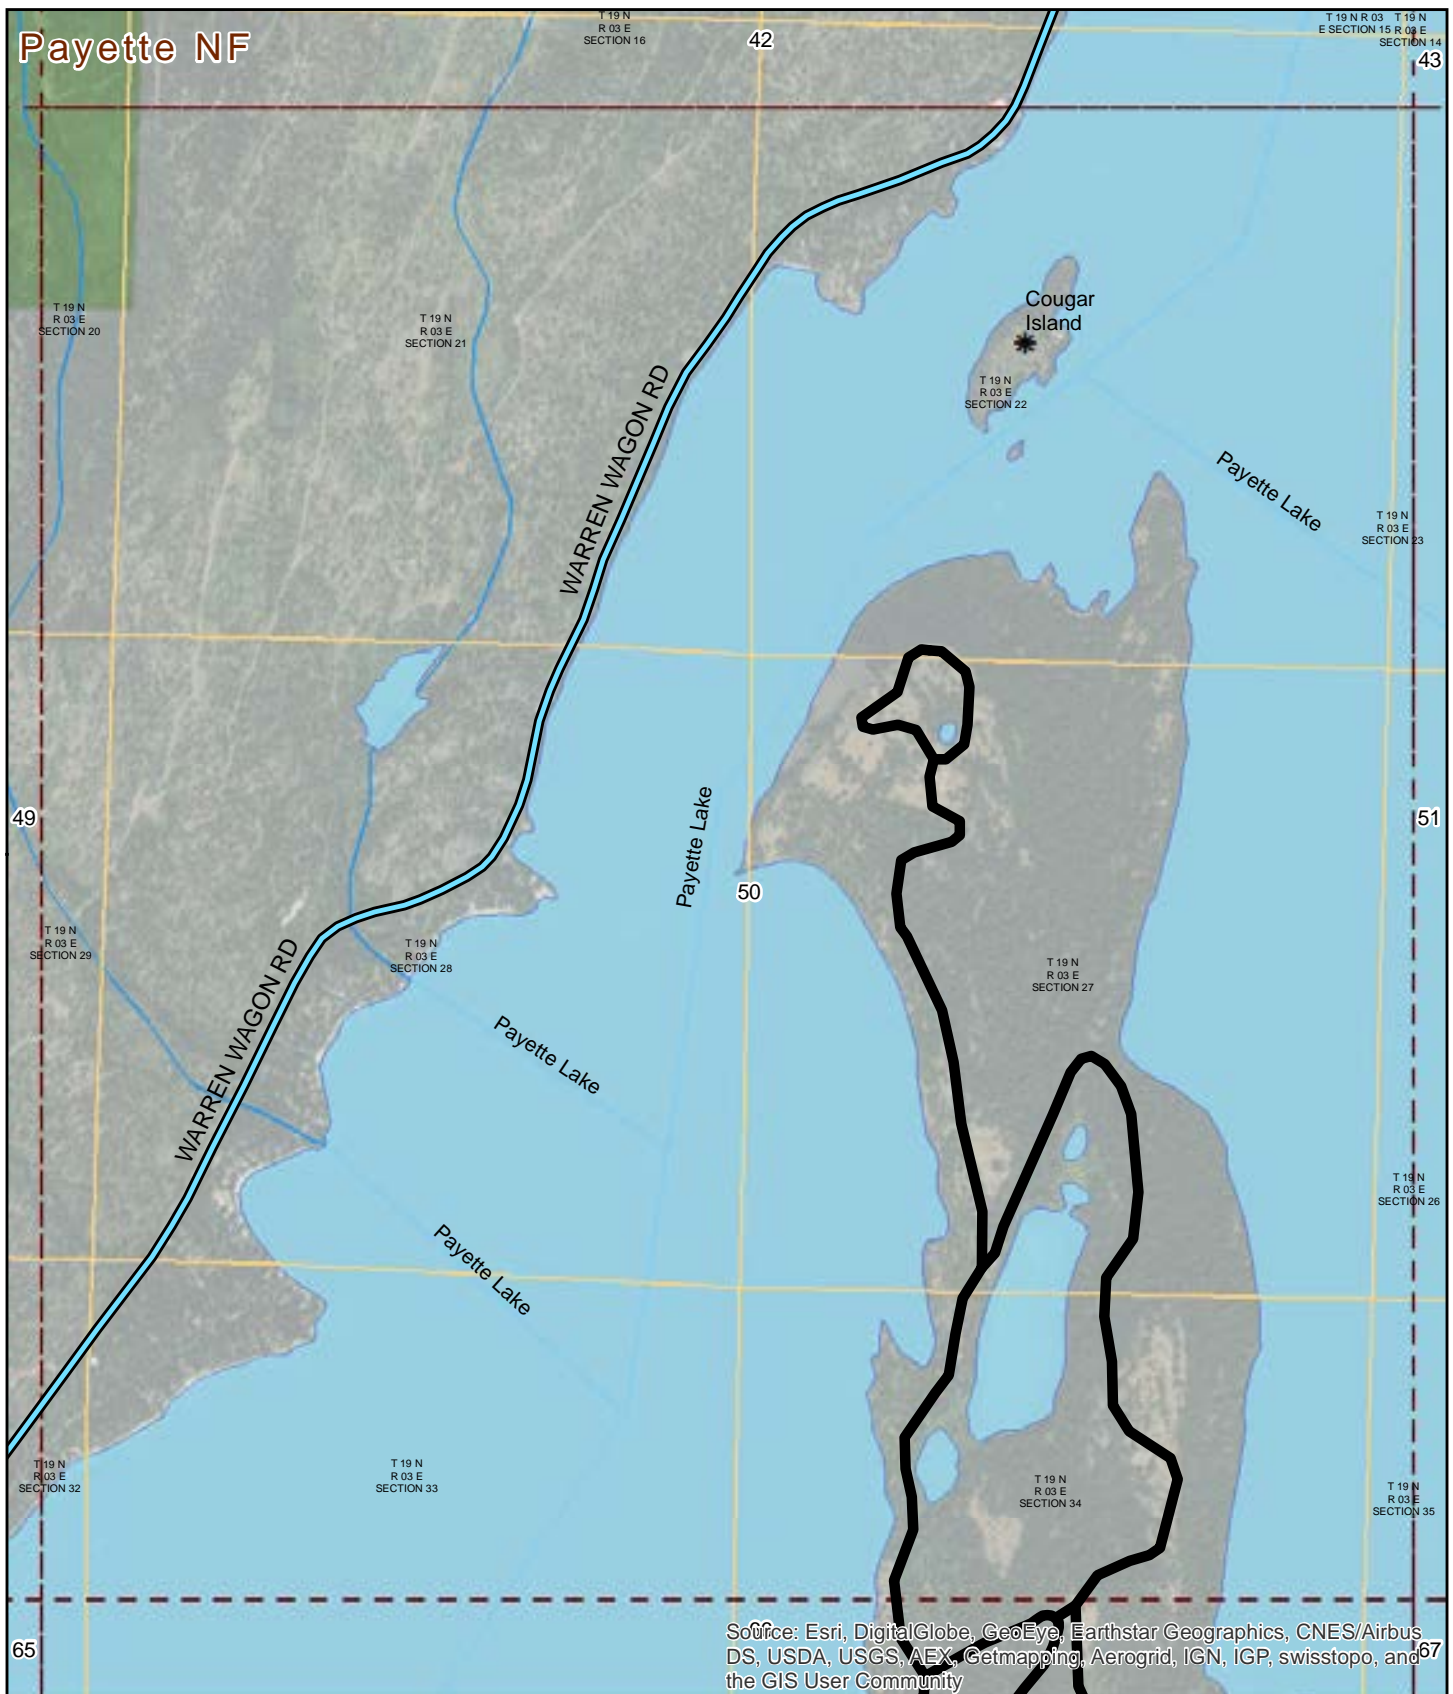 T 19 N
R 03 E
SECTION 16
T 19 N R 03
E SECTION 15
T 19 N
R 03 E
SECTION 14
Payette NF
42
43
Cougar
Island
T 19 N
R 03 E
SECTION 20
T 19 N
R 03 E
SECTION 21
T 19 N
R 03 E
SECTION 22
WARREN WAGON RD
Payette Lake
T 19 N
R 03 E
SECTION 23
49
Payette Lake
51
50
T 19 N
R 03 E
SECTION 29
T 19 N
R 03 E
SECTION 28
T 19 N
R 03 E
SECTION 27
WARREN WAGON RD
Payette Lake
T 19 N
R 03 E
SECTION 26
Payette Lake
T 19 N
R 03 E
SECTION 32
T 19 N
R 03 E
SECTION 33
T 19 N
R 03 E
SECTION 34
T 19 N
R 03 E
SECTION 35
65
67
Source: Esri, DigitalGlobe, GeoEye, Earthstar Geographics, CNES/Airbus
DS, USDA, USGS, AEX, Getmapping, Aerogrid, IGN, IGP, swisstopo, and
the GIS User Community